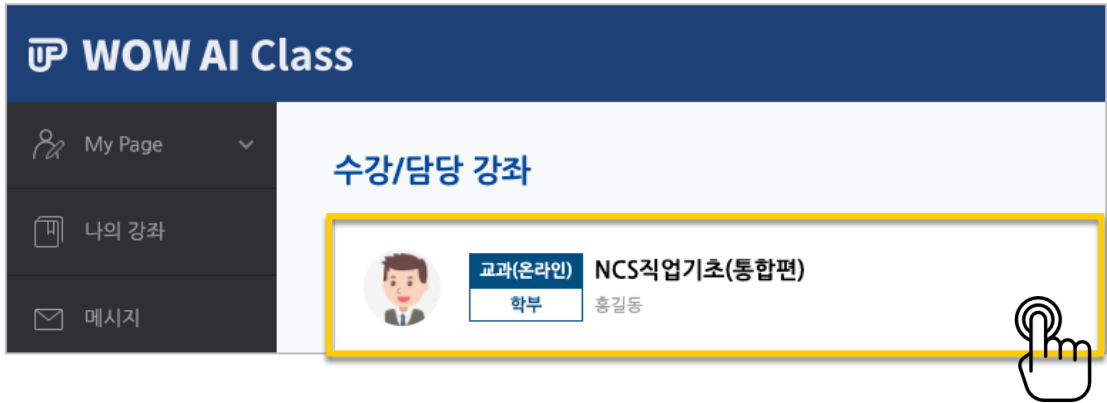 UP WOW AI Class
My Page
나의 강좌
메시지
수강/담당 강좌
교과(온라인)
학부
NCS직업기초(통합편)
홍길동